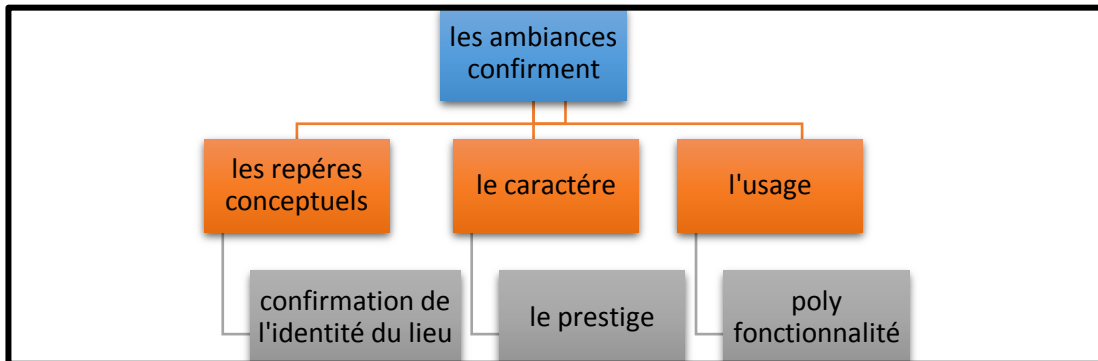 les ambiances
confirment
les repéres
conceptuels
le caractére
l'usage
confirmation de
l'identité du lieu
le prestige
poly
fonctionnalité